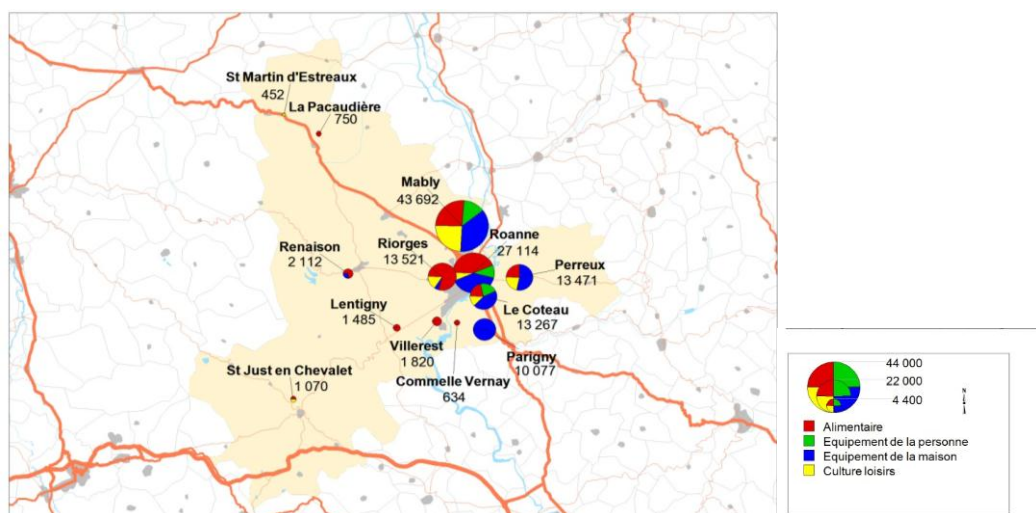 St Martin d'Estreaux
452
La Pacaudière
750
Mably
43 692
Roanne
27 114
Riorges
13 521
Renaison
2 112
Perreux
13 471
Lentigny
1 485
Le Coteau
13 267
Villerest
1 820
Parigny
10 077
St Just en Chevalet
1 070
Commelle Vernay
634
44 000
22 000
4 400
N
Alimentaire
Equipement de la personne
Equipement de la maison
Culture loisirs